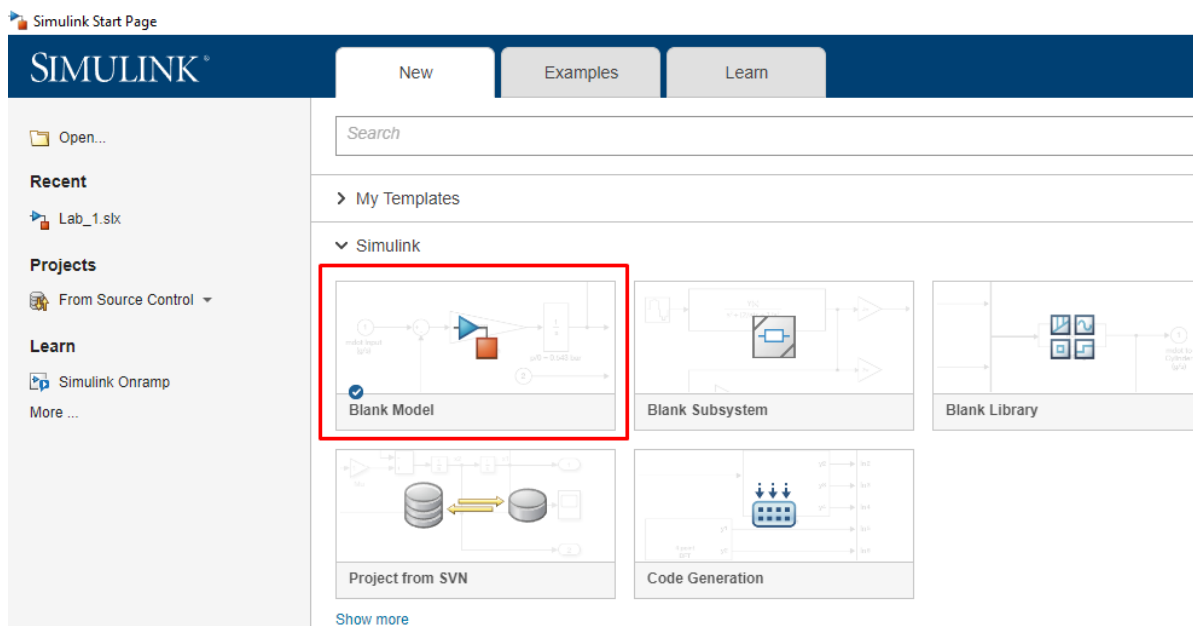 Simulink Start Page
SIMULINK®
New
Examples
Learn
Open...
Recent
Lab_1.slx
Projects
From Source Control
Learn
Simulink Onramp
More ...
Search
My Templates
Simulink
Blank Model
Blank Subsystem
Blank Library
Project from SVN
Code Generation
Show more